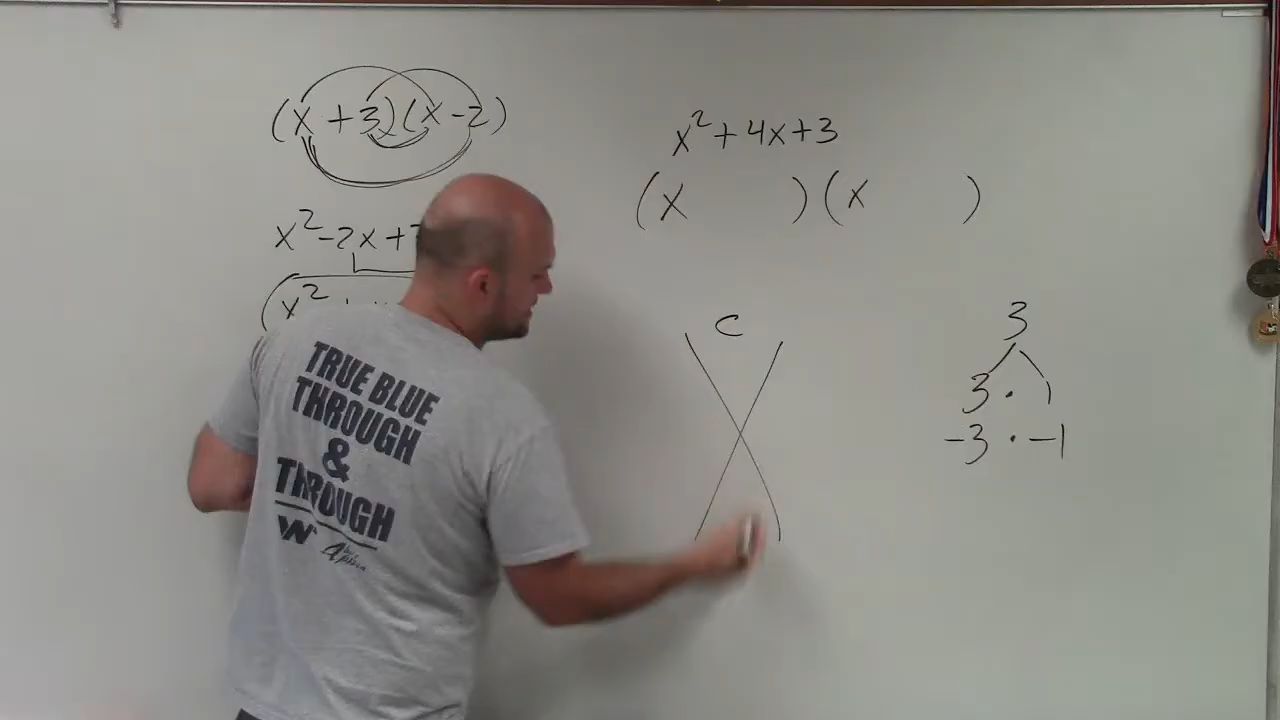 (x + 3)(x - 2)
x² - 2x +
x² +
x² + 4x + 3
(x )(x )
C
3
3 · 1
-3 · -1
TRUE BLUE
THROUGH
&
THROUGH
W